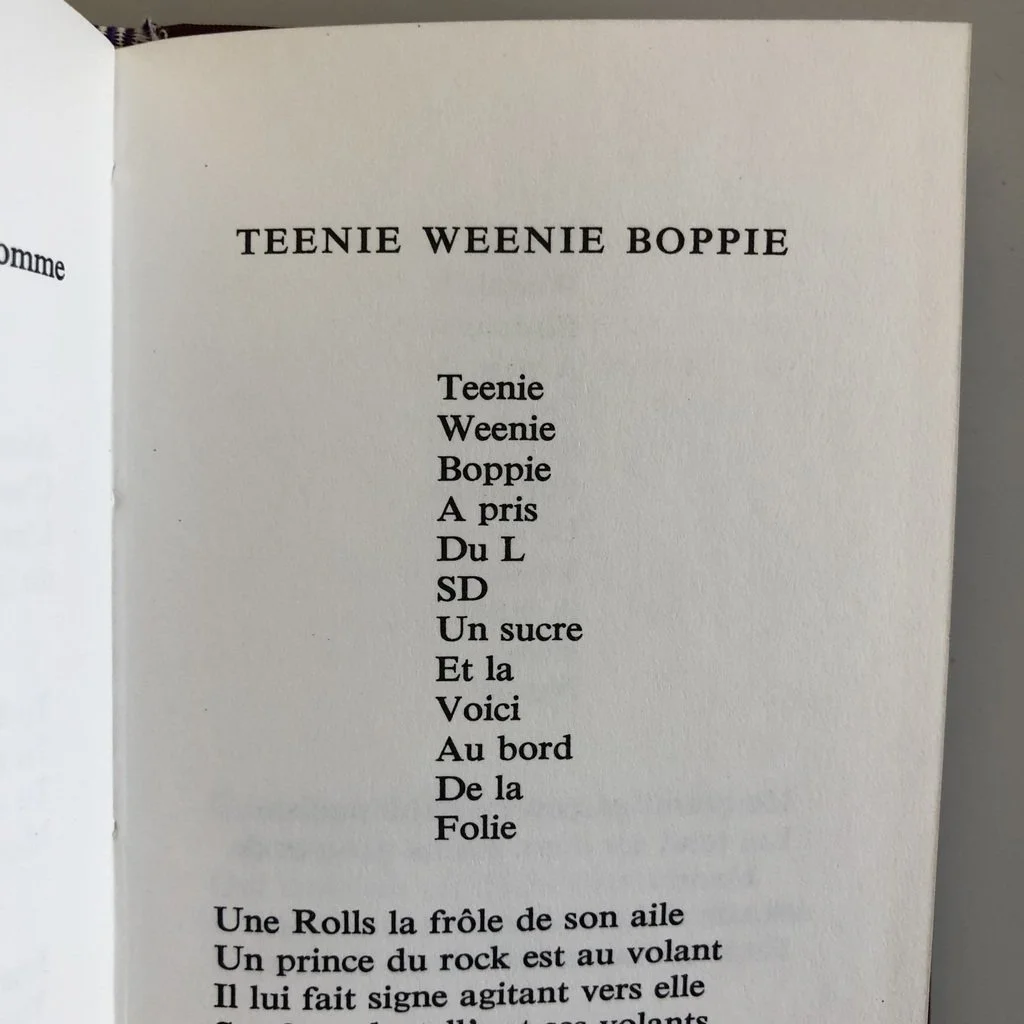 omme
TEENIE WEENIE BOPPIE
Teenie
Weenie
Boppie
A pris
Du L
SD
Un sucre
Et la
Voici
Au bord
De la
Folie
Une Rolls la frôle de son aile
Un prince du rock est au volant
Il lui fait signe agitant vers elle
ses volants